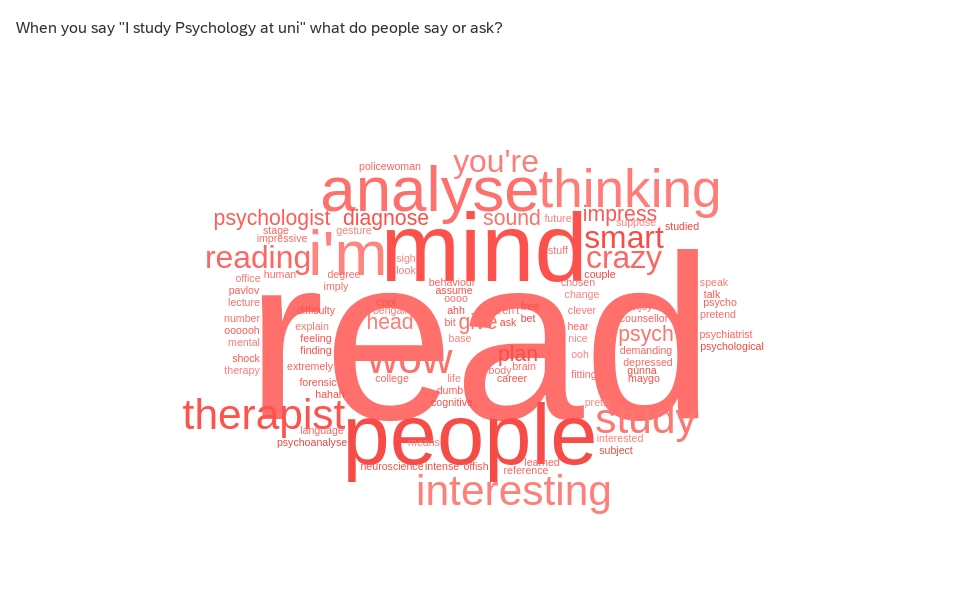 When you say "I study Psychology at uni" what do people say or ask?
policewoman you're
analyse thinking
psychologist diagnose sound future impress
stage gesture suppose studied
impressive i'm mind stuff smart
reading sigh crazy
look
office human degree behaviour chosen couple speak
pavlov imply assume change talk
lecture cool oooo psycho
difficulty ahh free clever pretend
number head bit give ask bet counsellor
oooooh explain hear psych psychiatrist
mental feeling base nice psychological
finding read demanding
shock wow plan ooh depressed
therapy extremely body brain gunna
forensic college life career fitting maygo
hahah dumb
cognitive
therapist people study
language means interested
psychoanalyse subject
neuroscience intense offish learned
reference
interesting